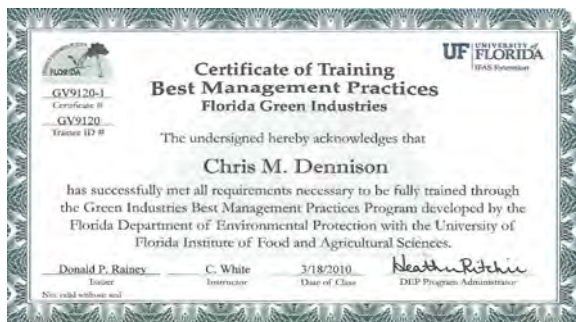 FLORIDA
UF UNIVERSITY of
FLORIDA
IFAS Extension
GV9120-1
Certificate #
GV9120
Trainee ID #
Certificate of Training
Best Management Practices
Florida Green Industries
The undersigned hereby acknowledges that
Chris M. Dennison
has successfully met all requirements necessary to be fully trained through
the Green Industries Best Management Practices Program developed by the
Florida Department of Environmental Protection with the University of
Florida Institute of Food and Agricultural Sciences.
Donald P. Rainey
C. White
3/18/2010
Heather Ritchie
Issuer
Instructor
Date of Class
DEP Program Administrator
Not valid without seal